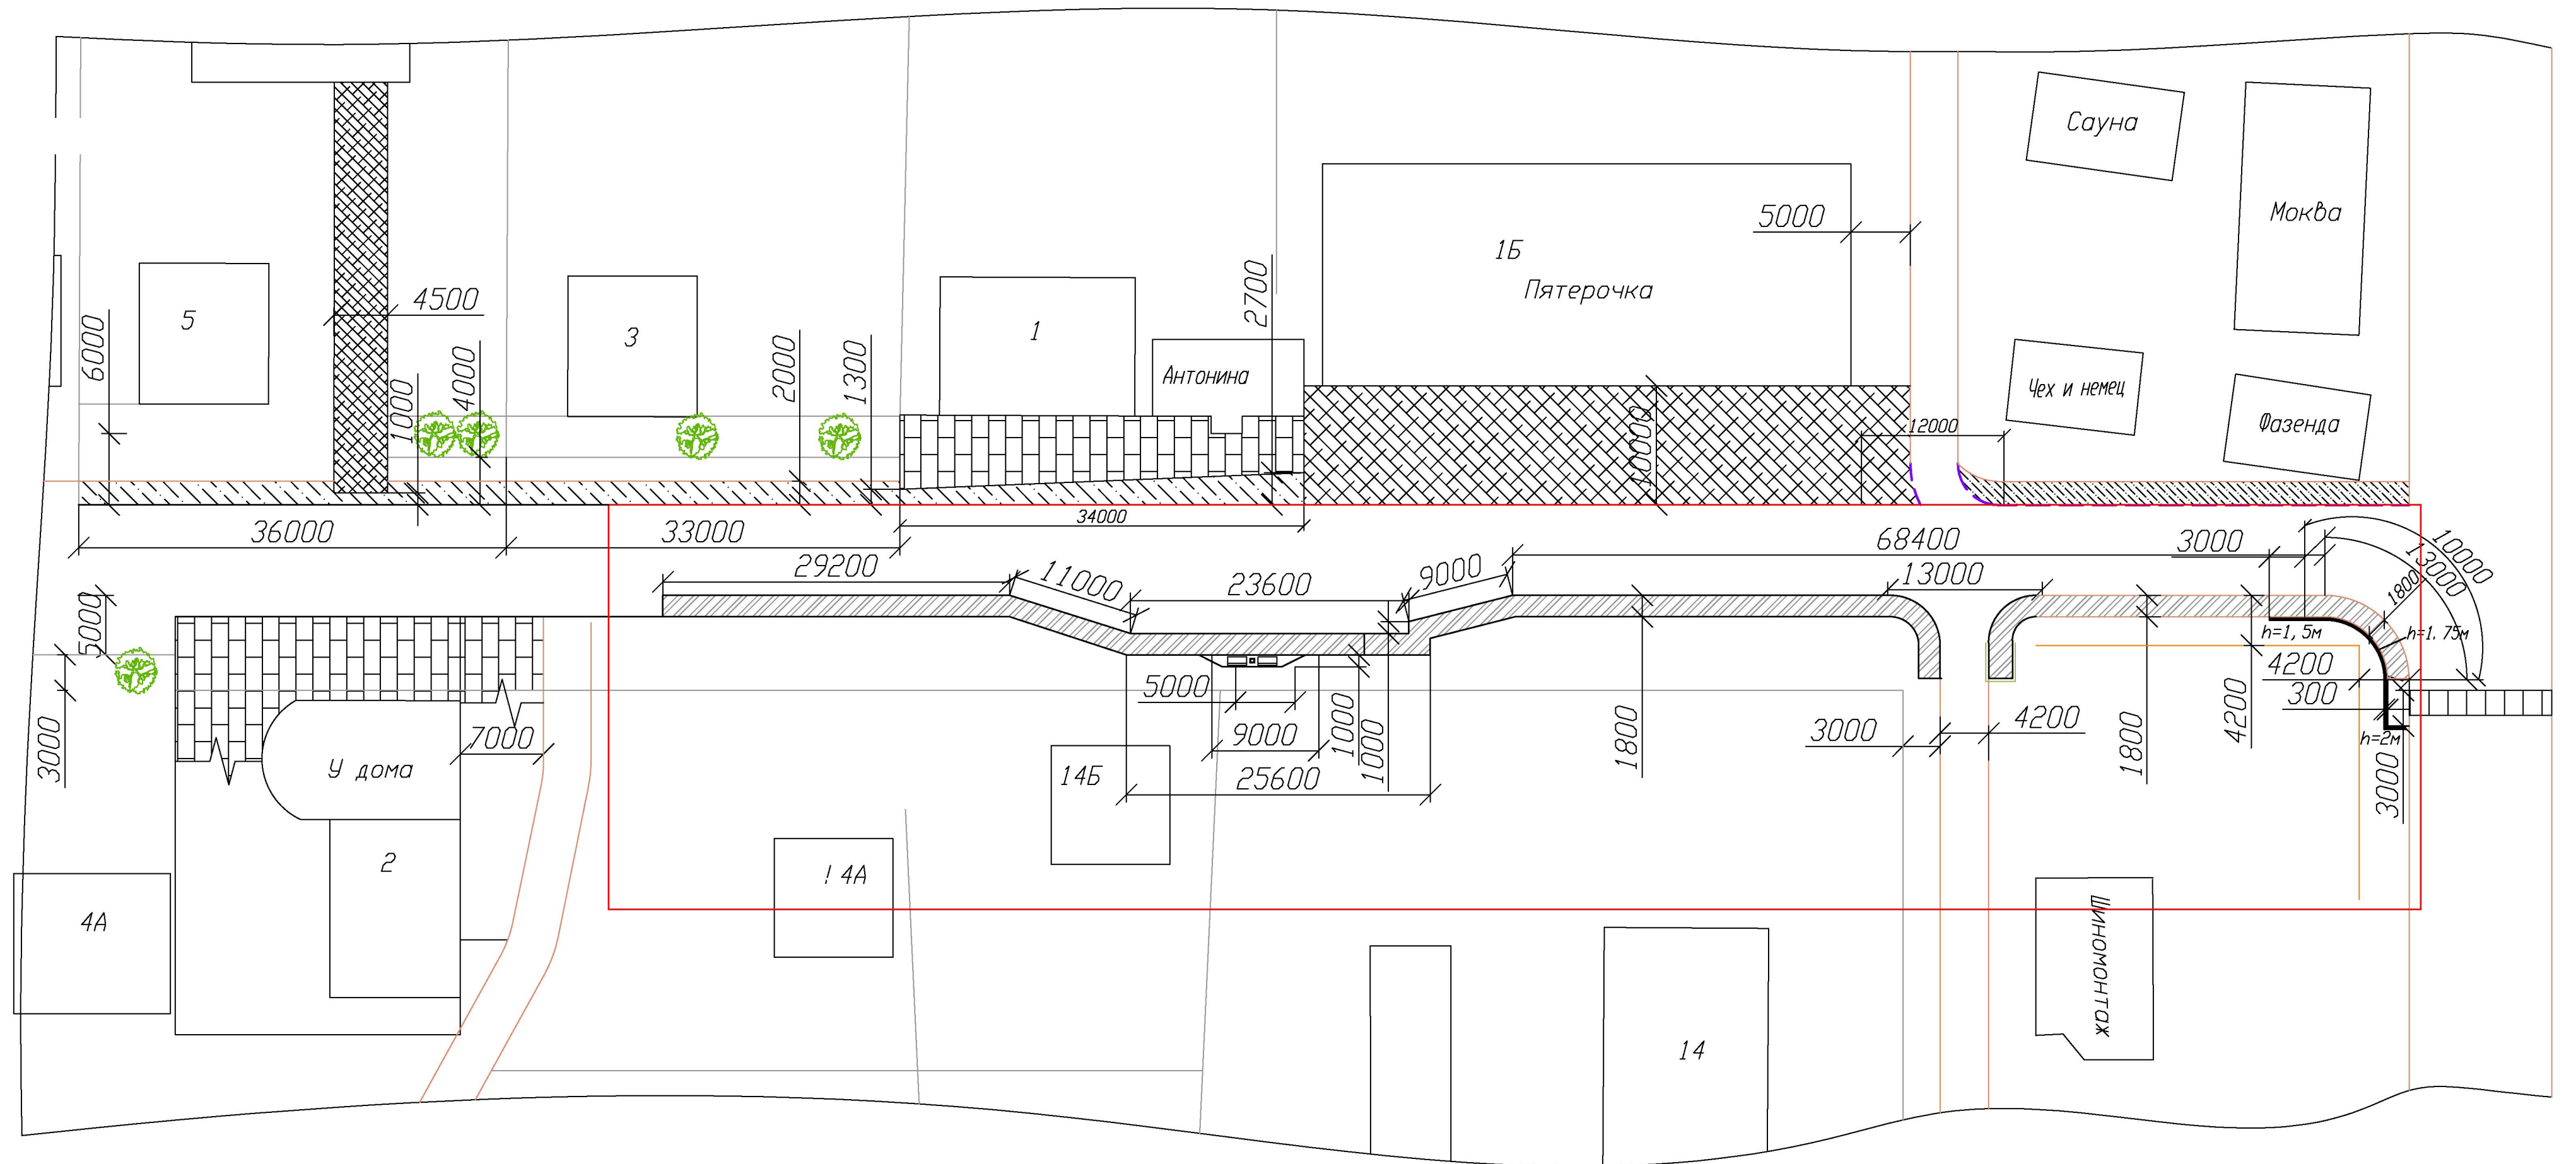 Сауна
Моква
5000
1Б
Пятерочка
5
4500
3
1
2700
6000
4000
1000
2000
1300
Антонина
10000
12000
Чех и немец
Фазенда
36000
33000
34000
68400
3000
10000
13000
1800
29200
11000
23600
9000
13000
5000
h=1,5м
h=1.75м
4200
300
3000
7000
У дома
5000
9000
1000
1000
25600
1800
3000
4200
1800
4200
h=2м
3000
14Б
2
! 4А
4А
14
Шиномонтаж